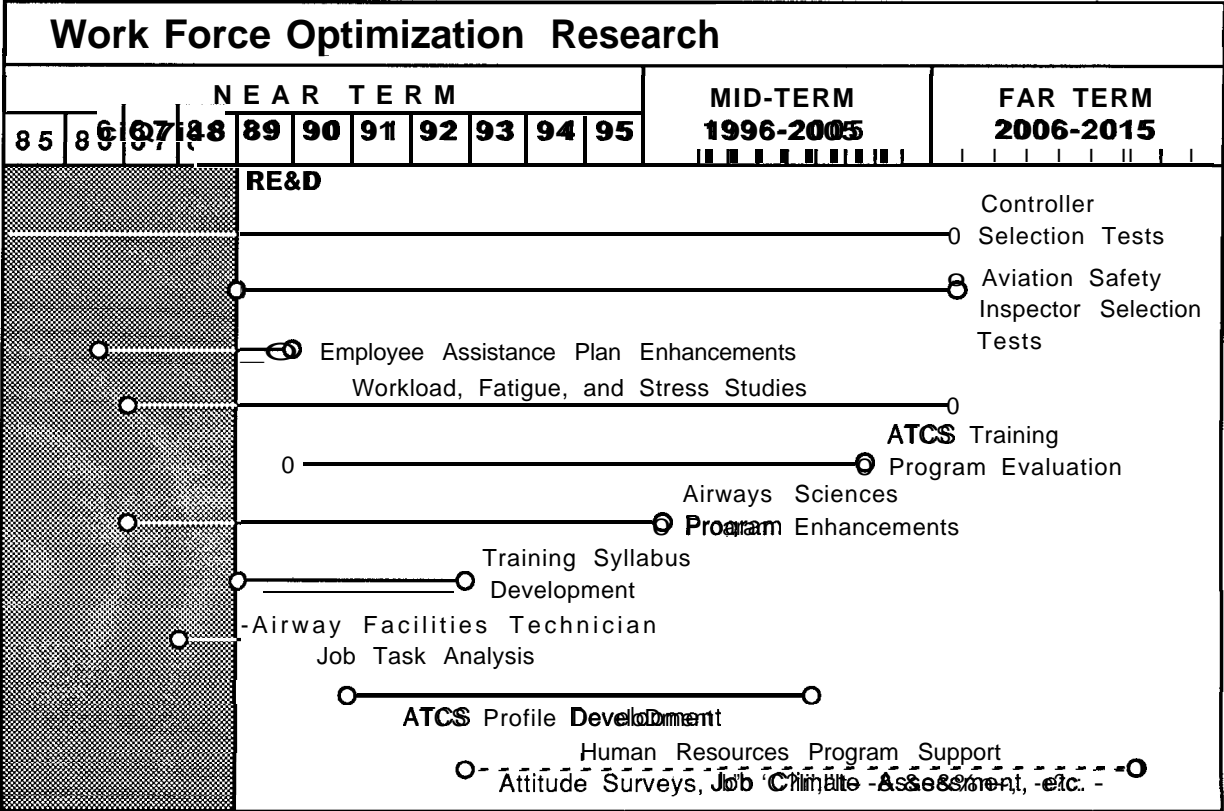 Work Force Optimization Research
NEAR TERM
MID-TERM
FAR TERM
85 89 90 91 92 93 94 95
1996-2005
2006-2015
RE&D
Controller
Selection Tests
Aviation Safety
Inspector Selection
Tests
Employee Assistance Plan Enhancements
Workload, Fatigue, and Stress Studies
ATCS Training
Program Evaluation
Airways Sciences
Program Enhancements
Training Syllabus
Development
-Airway Facilities Technician
Job Task Analysis
ATCS Profile Development
Human Resources Program Support
Attitude Surveys, Job Climate Assessment, etc.